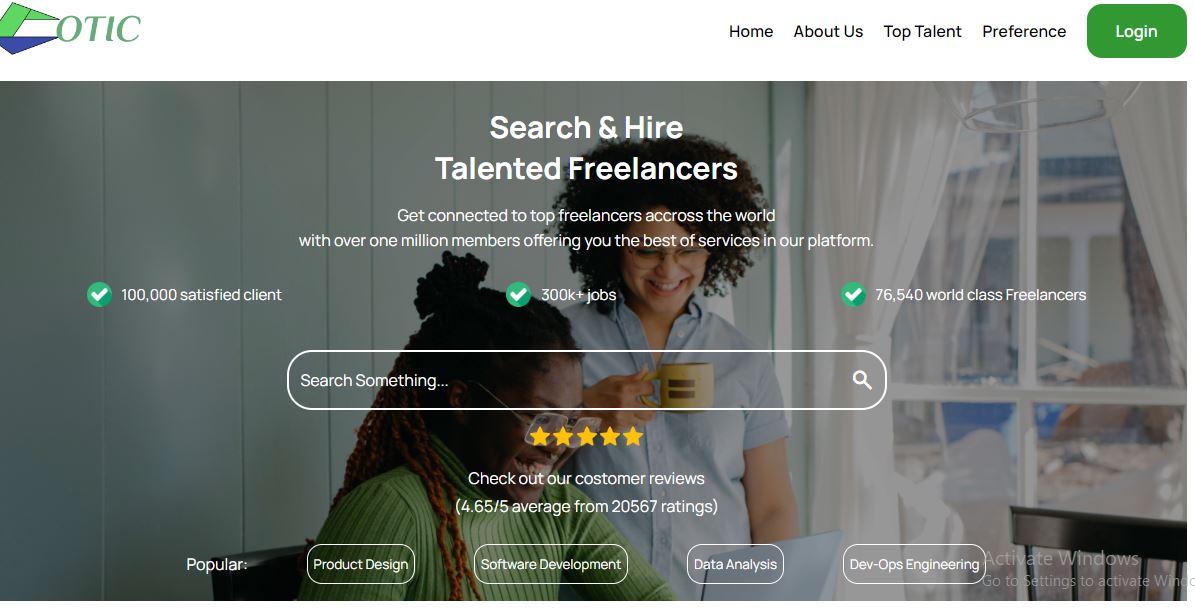 OTIC
Home About Us Top Talent Preference Login
Search & Hire
Talented Freelancers
Get connected to top freelancers accross the world
with over one million members offering you the best of services in our platform.
100,000 satisfied client 300k+ jobs 76,540 world class Freelancers
Search Something...
Check out our costomer reviews
(4.65/5 average from 20567 ratings)
Popular: Product Design Software Development Data Analysis Dev-Ops Engineering
Activate Windows
Go to Settings to activate Windo